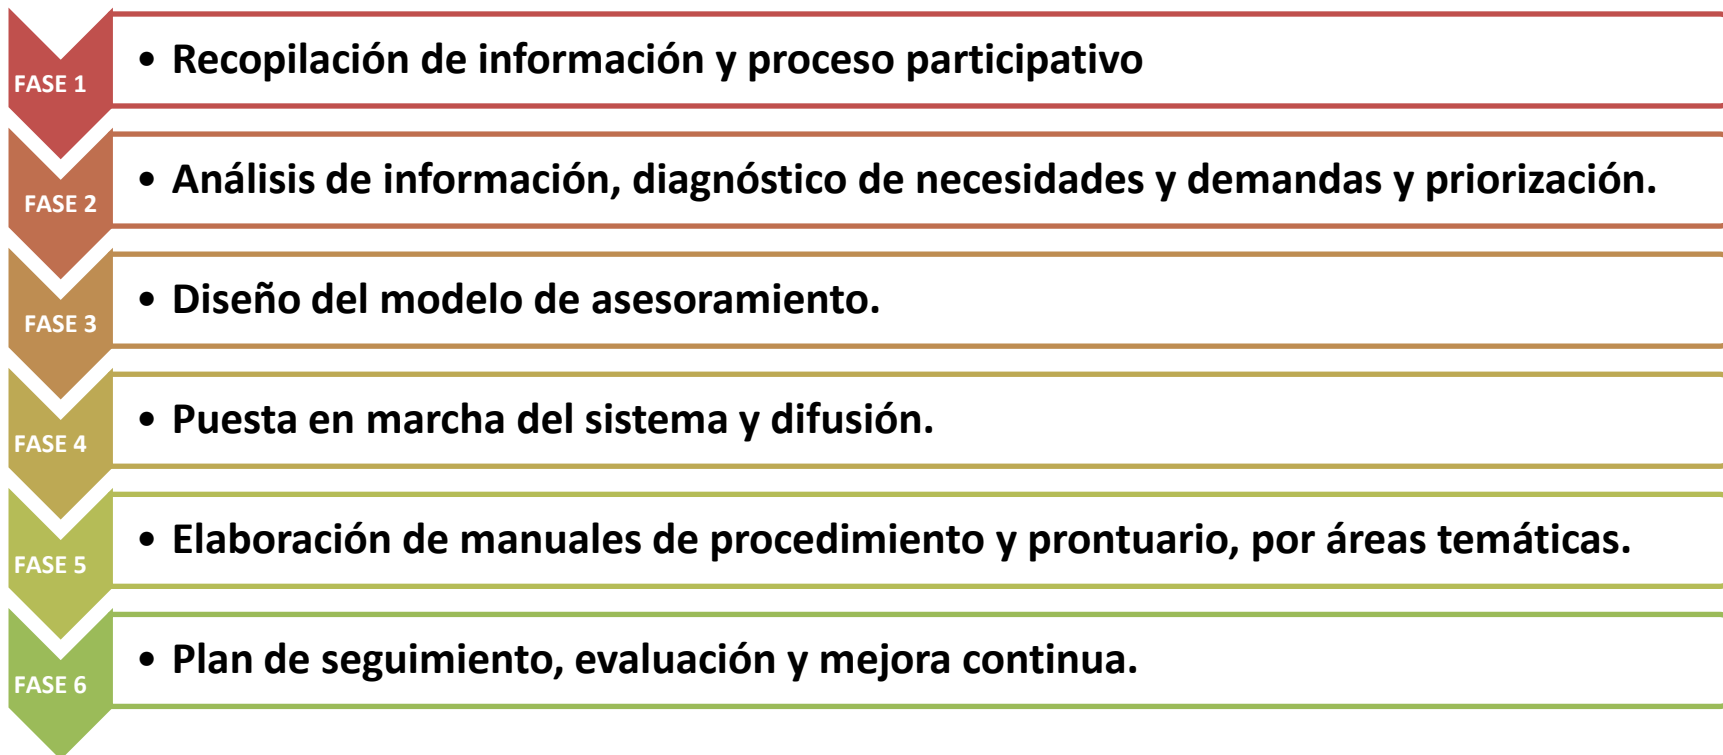 FASE 1
• Recopilación de información y proceso participativo
FASE 2
• Análisis de información, diagnóstico de necesidades y demandas y priorización.
FASE 3
• Diseño del modelo de asesoramiento.
FASE 4
• Puesta en marcha del sistema y difusión.
FASE 5
• Elaboración de manuales de procedimiento y prontuario, por áreas temáticas.
FASE 6
• Plan de seguimiento, evaluación y mejora continua.